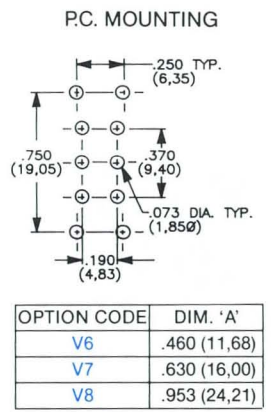 P.C. MOUNTING
.250 TYP.
(6,35)
.750
(19,05)
.370
(9,40)
.073 DIA. TYP.
(1,85Ø)
.190
(4,83)
OPTION CODE DIM. ‘A’
V6 .460 (11,68)
V7 .630 (16,00)
V8 .953 (24,21)